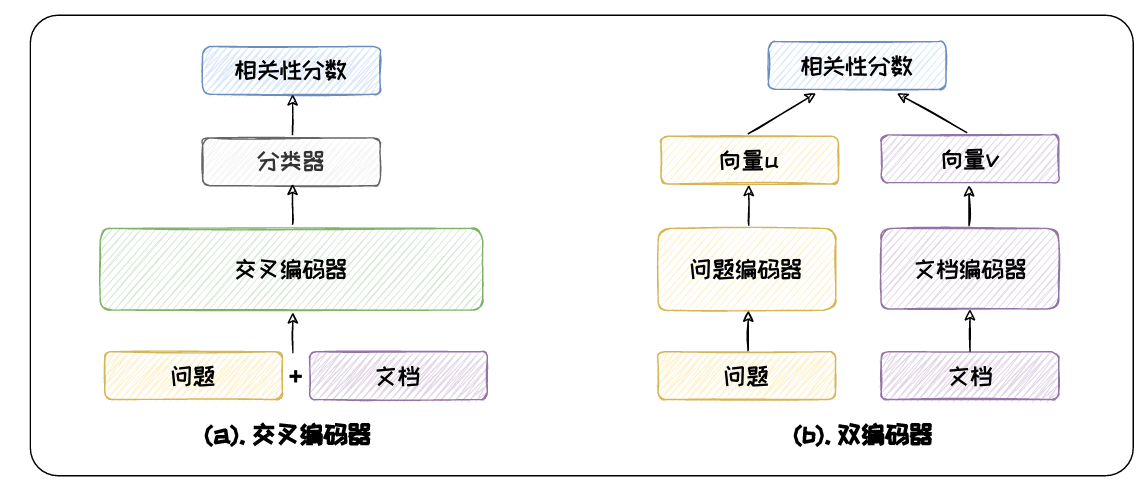 相关性分数
分类器
交叉编码器
问题 + 文档
(a). 交叉编码器
相关性分数
向量u 向量v
问题编码器 文档编码器
问题 文档
(b). 双编码器